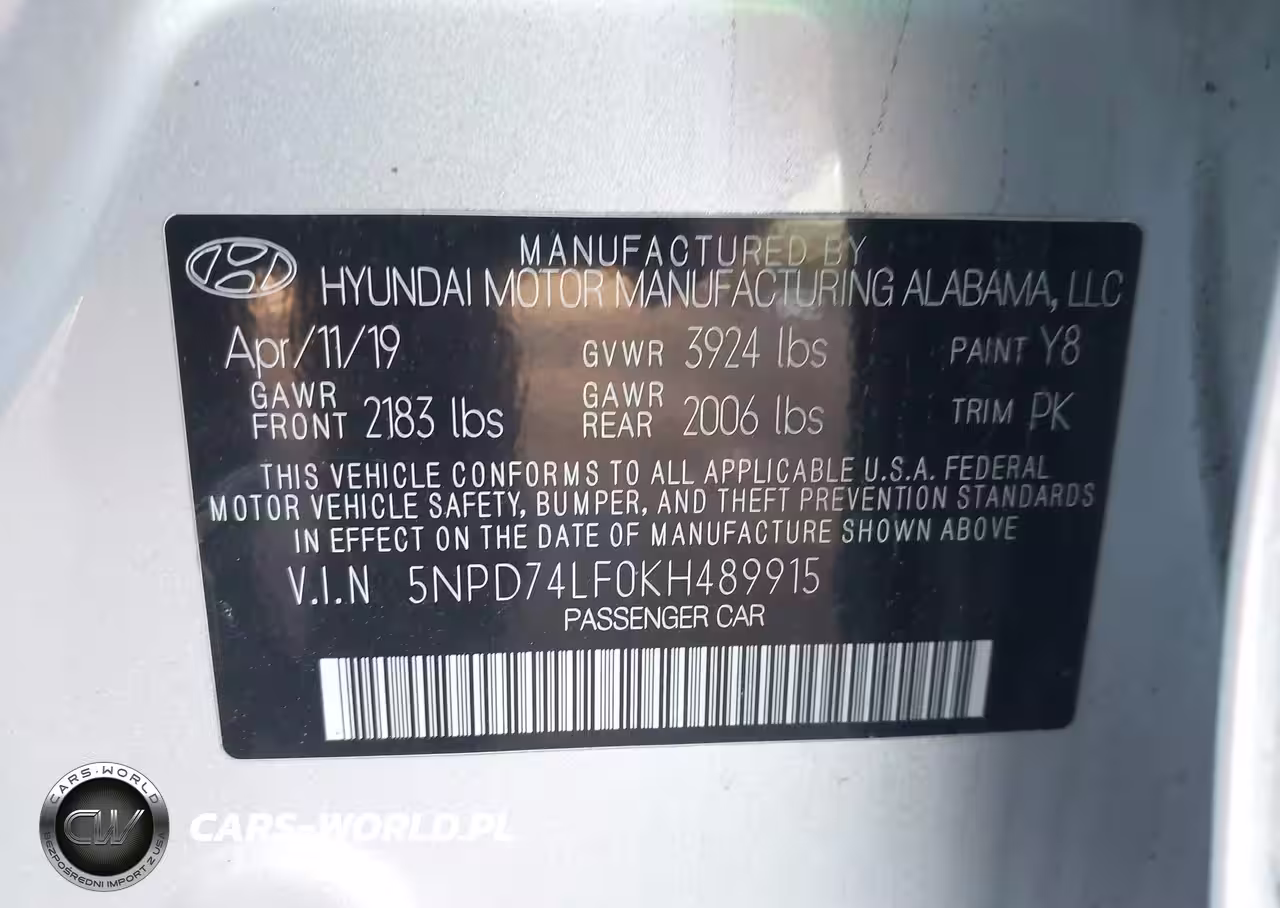 MANUFACTURED BY
HYUNDAI MOTOR MANUFACTURING ALABAMA, LLC
Apr/11/19 GVWR 3924 lbs PAINT Y8
GAWR FRONT 2183 lbs GAWR REAR 2006 lbs TRIM PK
THIS VEHICLE CONFORMS TO ALL APPLICABLE U.S.A. FEDERAL
MOTOR VEHICLE SAFETY, BUMPER, AND THEFT PREVENTION STANDARDS
IN EFFECT ON THE DATE OF MANUFACTURE SHOWN ABOVE
V.I.N 5NPD74LF0KH489915
PASSENGER CAR
CARS-WORLD
CW
BEZPOŚREDNI IMPORT Z USA
CARS-WORLD.PL